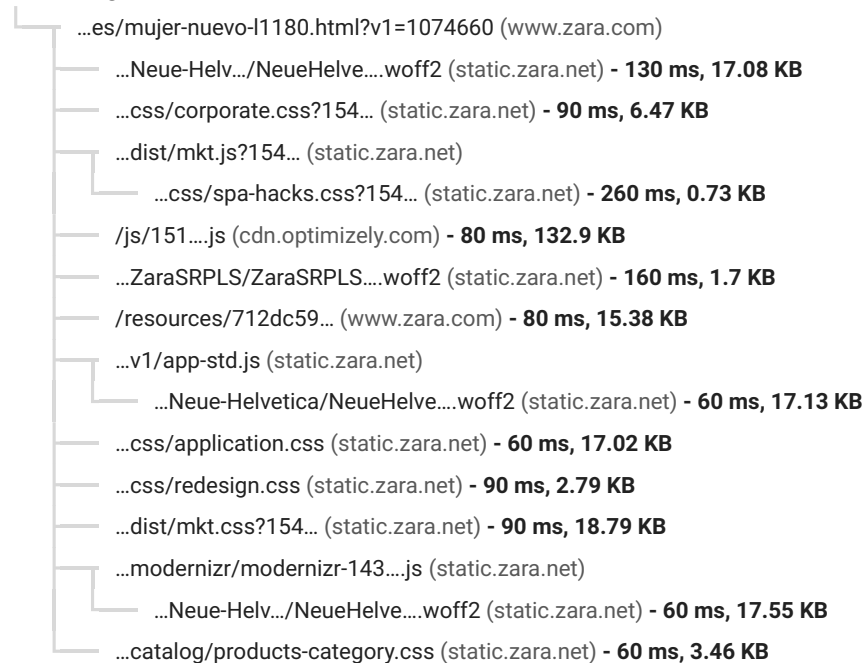 …es/mujer-nuevo-l1180.html?v1=1074660 (www.zara.com)
…Neue-Helv…/NeueHelve….woff2 (static.zara.net) - 130 ms, 17.08 KB
…css/corporate.css?154… (static.zara.net) - 90 ms, 6.47 KB
…dist/mkt.js?154… (static.zara.net)
…css/spa-hacks.css?154… (static.zara.net) - 260 ms, 0.73 KB
/js/151….js (cdn.optimizely.com) - 80 ms, 132.9 KB
…ZaraSRPLS/ZaraSRPLS….woff2 (static.zara.net) - 160 ms, 1.7 KB
/resources/712dc59… (www.zara.com) - 80 ms, 15.38 KB
…v1/app-std.js (static.zara.net)
…Neue-Helvetica/NeueHelve….woff2 (static.zara.net) - 60 ms, 17.13 KB
…css/application.css (static.zara.net) - 60 ms, 17.02 KB
…css/redesign.css (static.zara.net) - 90 ms, 2.79 KB
…dist/mkt.css?154… (static.zara.net) - 90 ms, 18.79 KB
…modernizr/modernizr-143….js (static.zara.net)
…Neue-Helv…/NeueHelve….woff2 (static.zara.net) - 60 ms, 17.55 KB
…catalog/products-category.css (static.zara.net) - 60 ms, 3.46 KB